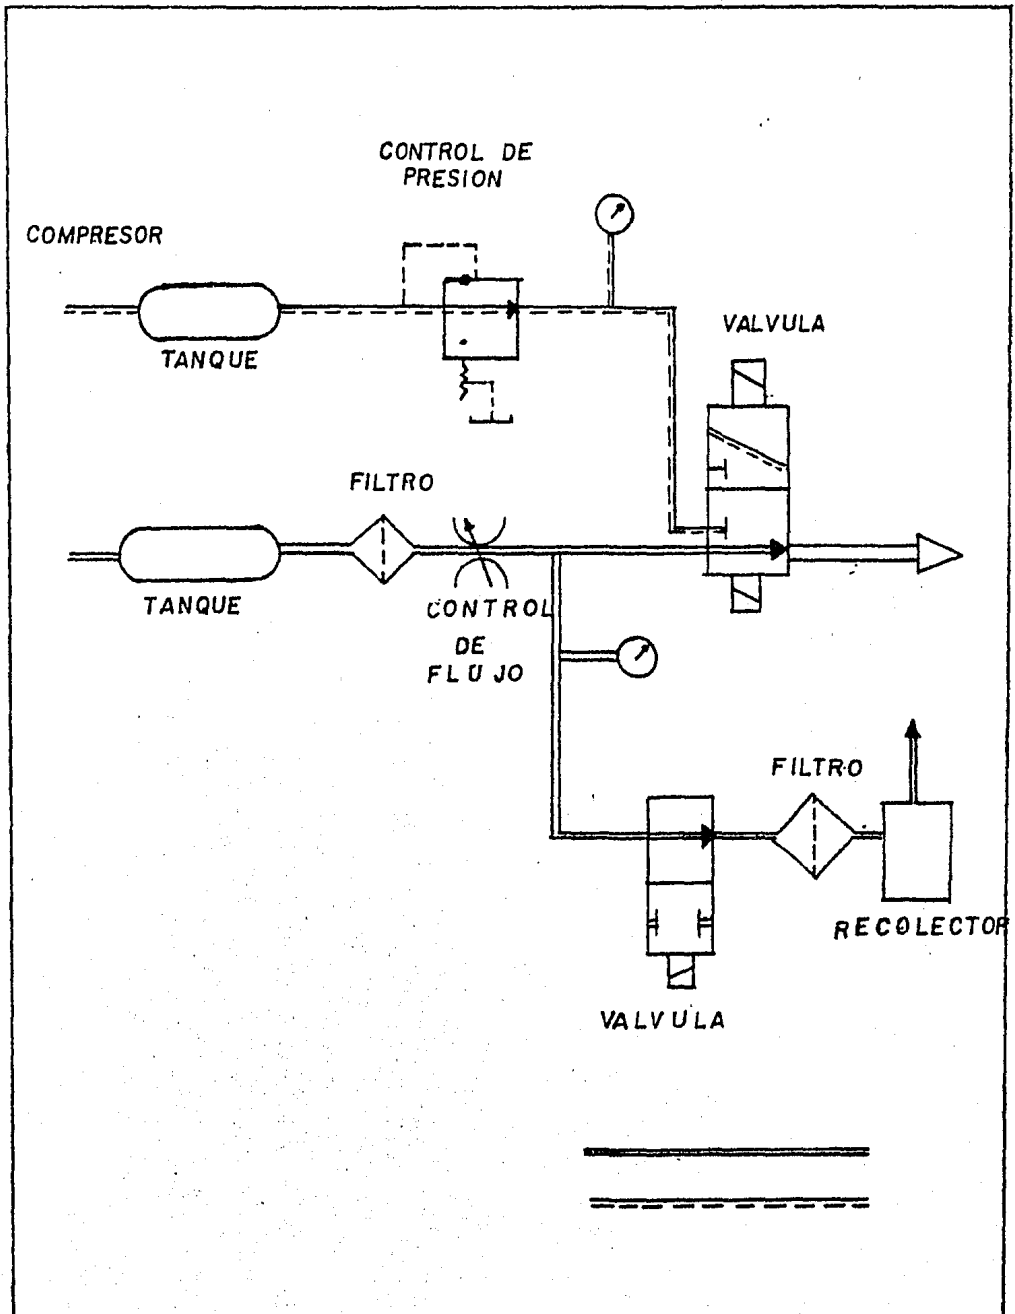 CONTROL DE
PRESION
COMPRESOR
TANQUE
VALVULA
FILTRO
TANQUE
CONTROL
DE
FLUJO
FILTRO
RECOLECTOR
VALVULA